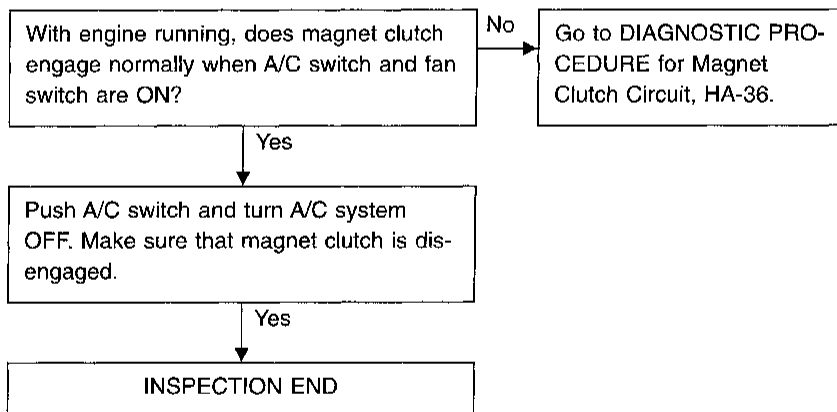 With engine running, does magnet clutch
engage normally when A/C switch and fan
switch are ON?
No
Go to DIAGNOSTIC PRO-
CEDURE for Magnet
Clutch Circuit, HA-36.
Yes
Push A/C switch and turn A/C system
OFF. Make sure that magnet clutch is dis-
engaged.
Yes
INSPECTION END